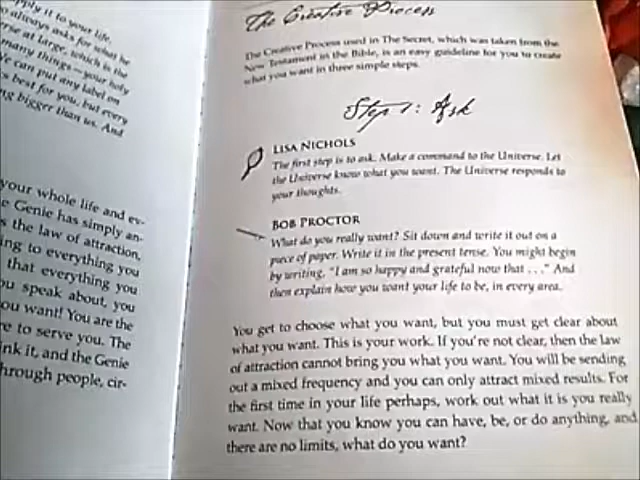 pply it to your life,
o always asks for what he
rse at large, which is the
many things—your holy
We can put any label on
s best for you, but every
ng bigger than us. And
your whole life and ev-
e Genie has simply an-
s the law of attraction,
ing to everything you
that everything you
ou speak about, you
ou want! You are the
re to serve you. The
ink it, and the Genie
hrough people, cir-
The Creative Process
The Creative Process used in The Secret, which was taken from the
New Testament in the Bible, is an easy guideline for you to create
what you want in three simple steps.
Step 1: Ask
LISA NICHOLS
The first step is to ask. Make a command to the Universe. Let
the Universe know what you want. The Universe responds to
your thoughts.
BOB PROCTOR
What do you really want? Sit down and write it out on a
piece of paper. Write it in the present tense. You might begin
by writing, "I am so happy and grateful now that . . ." And
then explain how you want your life to be, in every area.
You get to choose what you want, but you must get clear about
what you want. This is your work. If you're not clear, then the law
of attraction cannot bring you what you want. You will be sending
out a mixed frequency and you can only attract mixed results. For
the first time in your life perhaps, work out what it is you really
want. Now that you know you can have, be, or do anything, and
there are no limits, what do you want?